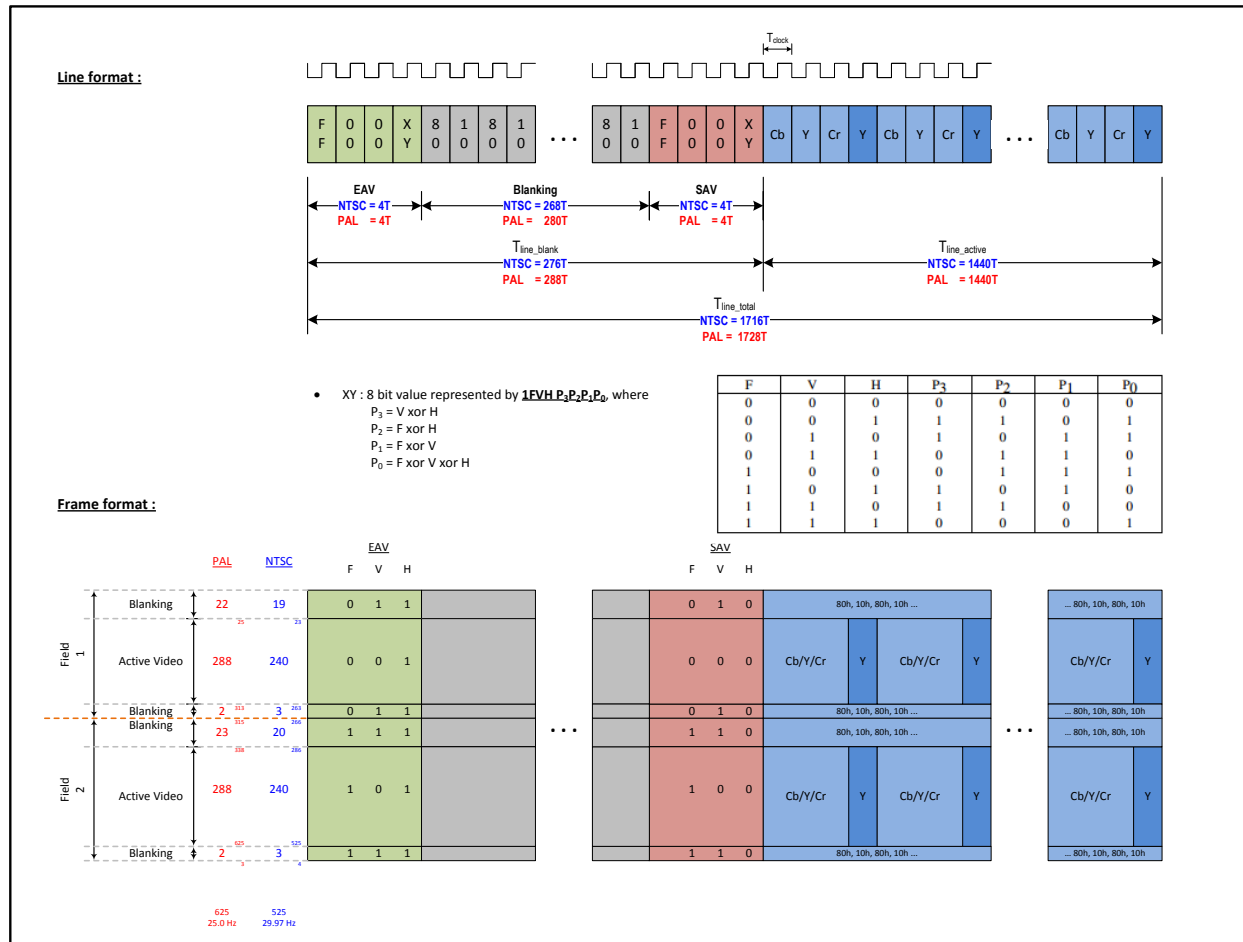 Line format :
Tclock
F F 0 0 0 0 X Y 8 0 1 0 8 0 1 0 ... 8 0 1 0 F F 0 0 0 0 X Y Cb Y Cr Y Cb Y Cr Y ... Cb Y Cr Y
EAV Blanking SAV
NTSC = 4T NTSC = 268T NTSC = 4T
PAL = 4T PAL = 280T PAL = 4T
Tline_blank Tline_active
NTSC = 276T NTSC = 1440T
PAL = 288T PAL = 1440T
Tline_total
NTSC = 1716T
PAL = 1728T
• XY : 8 bit value represented by 1FVH P3P2P1P0, where
P3 = V xor H
P2 = F xor H
P1 = F xor V
P0 = F xor V xor H
F V H P3 P2 P1 P0
0 0 0 0 0 0 0
0 0 1 1 1 0 1
0 1 0 1 0 1 1
0 1 1 0 1 1 0
1 0 0 0 1 1 1
1 0 1 1 0 1 0
1 1 0 1 1 0 0
1 1 1 0 0 0 1
Frame format :
EAV SAV
PAL NTSC F V H F V H
Blanking 22 19 0 1 1 0 1 0 80h, 10h, 80h, 10h ... ... 80h, 10h, 80h, 10h
25 23
Field 1
Active Video 288 240 0 0 1 0 0 0 Cb/Y/Cr Y Cb/Y/Cr Y Cb/Y/Cr Y
313 263
Blanking 2 3 0 1 1 0 1 0 80h, 10h, 80h, 10h ... ... 80h, 10h, 80h, 10h
315 266
Blanking 23 20 1 1 1 ... 1 1 0 80h, 10h, 80h, 10h ... ... ... 80h, 10h, 80h, 10h
338 286
Field 2
Active Video 288 240 1 0 1 1 0 0 Cb/Y/Cr Y Cb/Y/Cr Y Cb/Y/Cr Y
625 525
Blanking 2 3 1 1 1 1 1 0 80h, 10h, 80h, 10h ... ... 80h, 10h, 80h, 10h
3 4
625 525
25.0 Hz 29.97 Hz